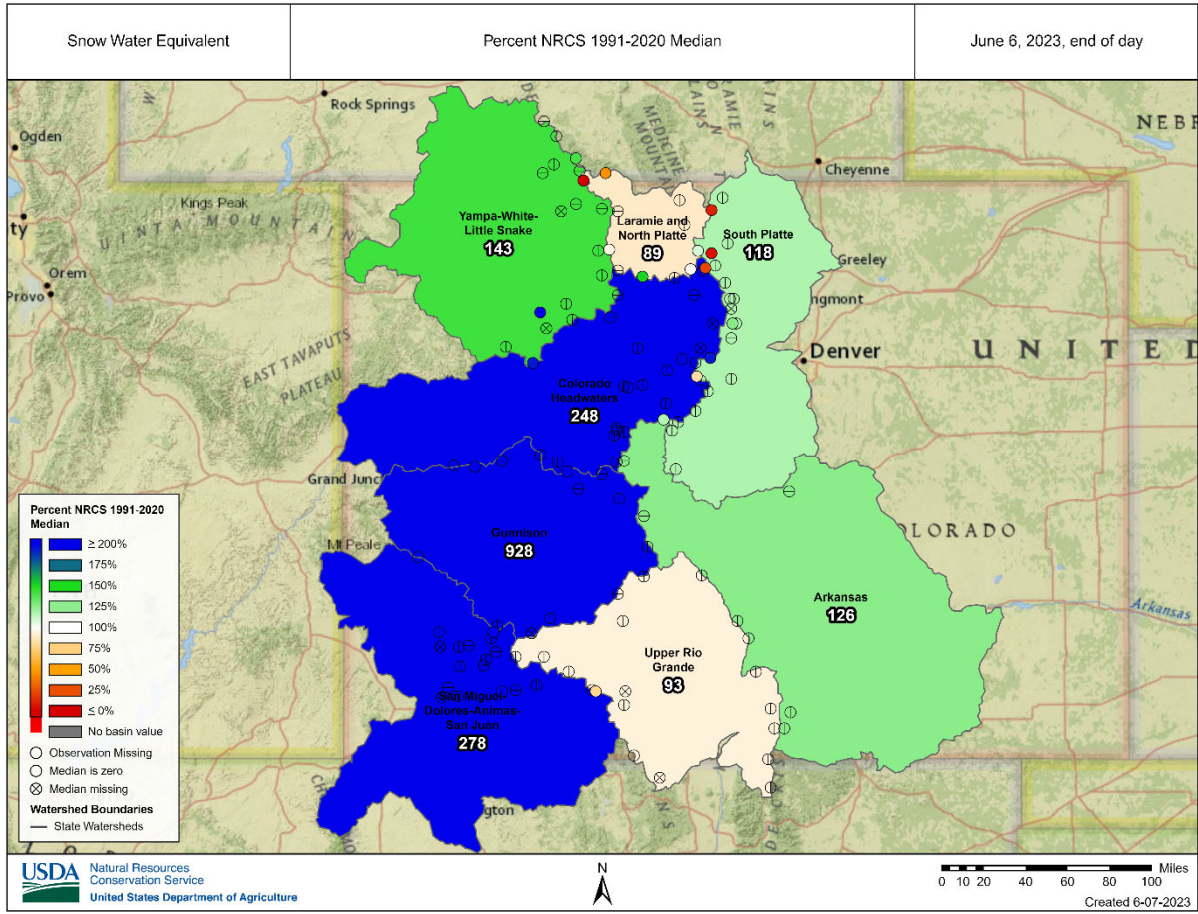 Snow Water Equivalent
Percent NRCS 1991-2020 Median
June 6, 2023, end of day
Rock Springs
Ogden
Kings Peak
UINTA MOUNTAIN
Orem
Provo
EAST TAVAPUTS
PLATEAU
MEDICINE
Cheyenne
NEB
Greeley
ngmont
Denver
UNITED
Grand Junc
Mt Peale
OLORADO
Arkansas
ngton
Yampa-White-
Little Snake
143
Laramie and
North Platte
89
South Platte
118
Colorado
Headwaters
248
Gunnison
928
Arkansas
126
Upper Rio
Grande
93
San Miguel-
Dolores-Animas-
San Juan
278
Percent NRCS 1991-2020
Median
≥ 200%
175%
150%
125%
100%
75%
50%
25%
≤ 0%
No basin value
Observation Missing
Median is zero
Median missing
Watershed Boundaries
State Watersheds
USDA
Natural Resources
Conservation Service
United States Department of Agriculture
N
Miles
0 10 20 40 60 80 100
Created 6-07-2023